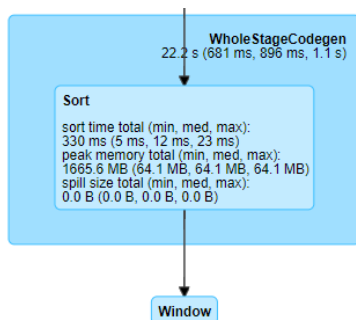 WholeStageCodegen
22.2 s (681 ms, 896 ms, 1.1 s)
Sort
sort time total (min, med, max):
330 ms (5 ms, 12 ms, 23 ms)
peak memory total (min, med, max):
1665.6 MB (64.1 MB, 64.1 MB, 64.1 MB)
spill size total (min, med, max):
0.0 B (0.0 B, 0.0 B, 0.0 B)
Window